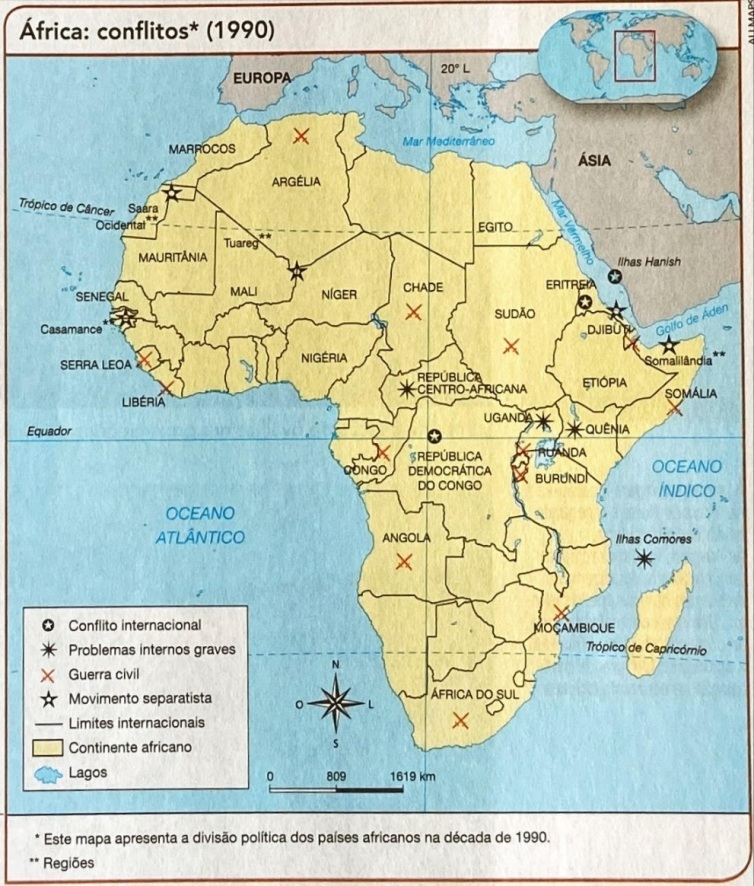 África: conflitos* (1990)
ALLMAPS
EUROPA
20° L
Mar Mediterrâneo
ÁSIA
MARROCOS
ARGÉLIA
Trópico de Câncer
Saara
Ocidental**
EGITO
Mar Vermelho
Tuareg**
MAURITÂNIA
Ilhas Hanish
MALI
NÍGER
CHADE
ERITREIA
SENEGAL
SUDÃO
DJIBUTI
Golfo de Áden
Casamance**
Somalilândia**
NIGÉRIA
SERRA LEOA
REPÚBLICA
CENTRO-AFRICANA
ETIÓPIA
SOMÁLIA
LIBÉRIA
UGANDA
QUÊNIA
Equador
RUANDA
CONGO
REPÚBLICA
DEMOCRÁTICA
DO CONGO
BURUNDI
OCEANO
ÍNDICO
OCEANO
ATLÂNTICO
ANGOLA
Ilhas Comores
MOÇAMBIQUE
Trópico de Capricórnio
ÁFRICA DO SUL
Conflito internacional
Problemas internos graves
Guerra civil
Movimento separatista
Limites internacionais
Continente africano
Lagos
N
O
L
S
0 809 1619 km
* Este mapa apresenta a divisão política dos países africanos na década de 1990.
** Regiões